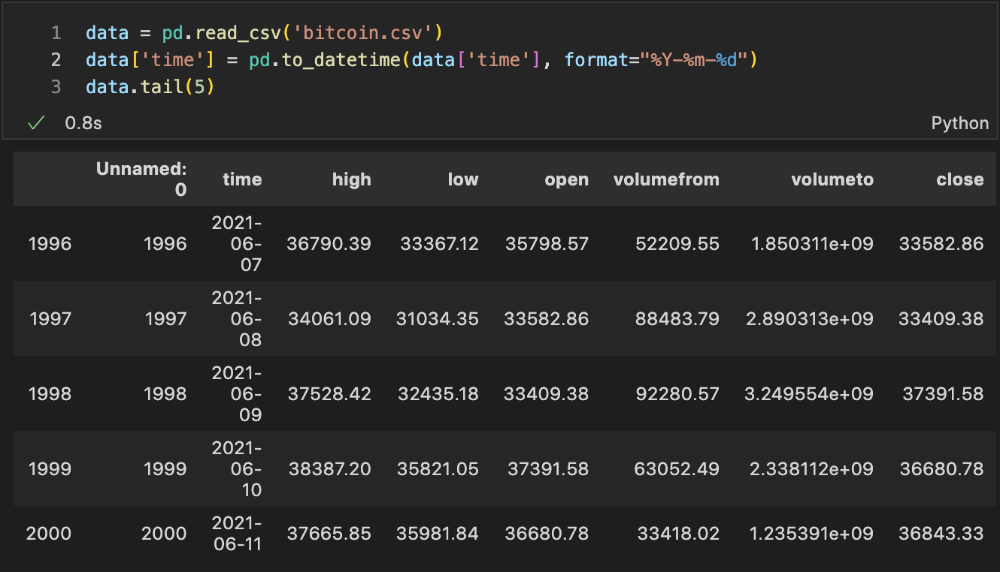 1 data = pd.read_csv('bitcoin.csv')
2 data['time'] = pd.to_datetime(data['time'], format="%Y-%m-%d")
3 data.tail(5)
0.8s Python
Unnamed:
0 time high low open volumefrom volumeto close
2021-
1996 1996 06- 36790.39 33367.12 35798.57 52209.55 1.850311e+09 33582.86
07
2021-
1997 1997 06- 34061.09 31034.35 33582.86 88483.79 2.890313e+09 33409.38
08
2021-
1998 1998 06- 37528.42 32435.18 33409.38 92280.57 3.249554e+09 37391.58
09
2021-
1999 1999 06- 38387.20 35821.05 37391.58 63052.49 2.338112e+09 36680.78
10
2021-
2000 2000 06-11 37665.85 35981.84 36680.78 33418.02 1.235391e+09 36843.33